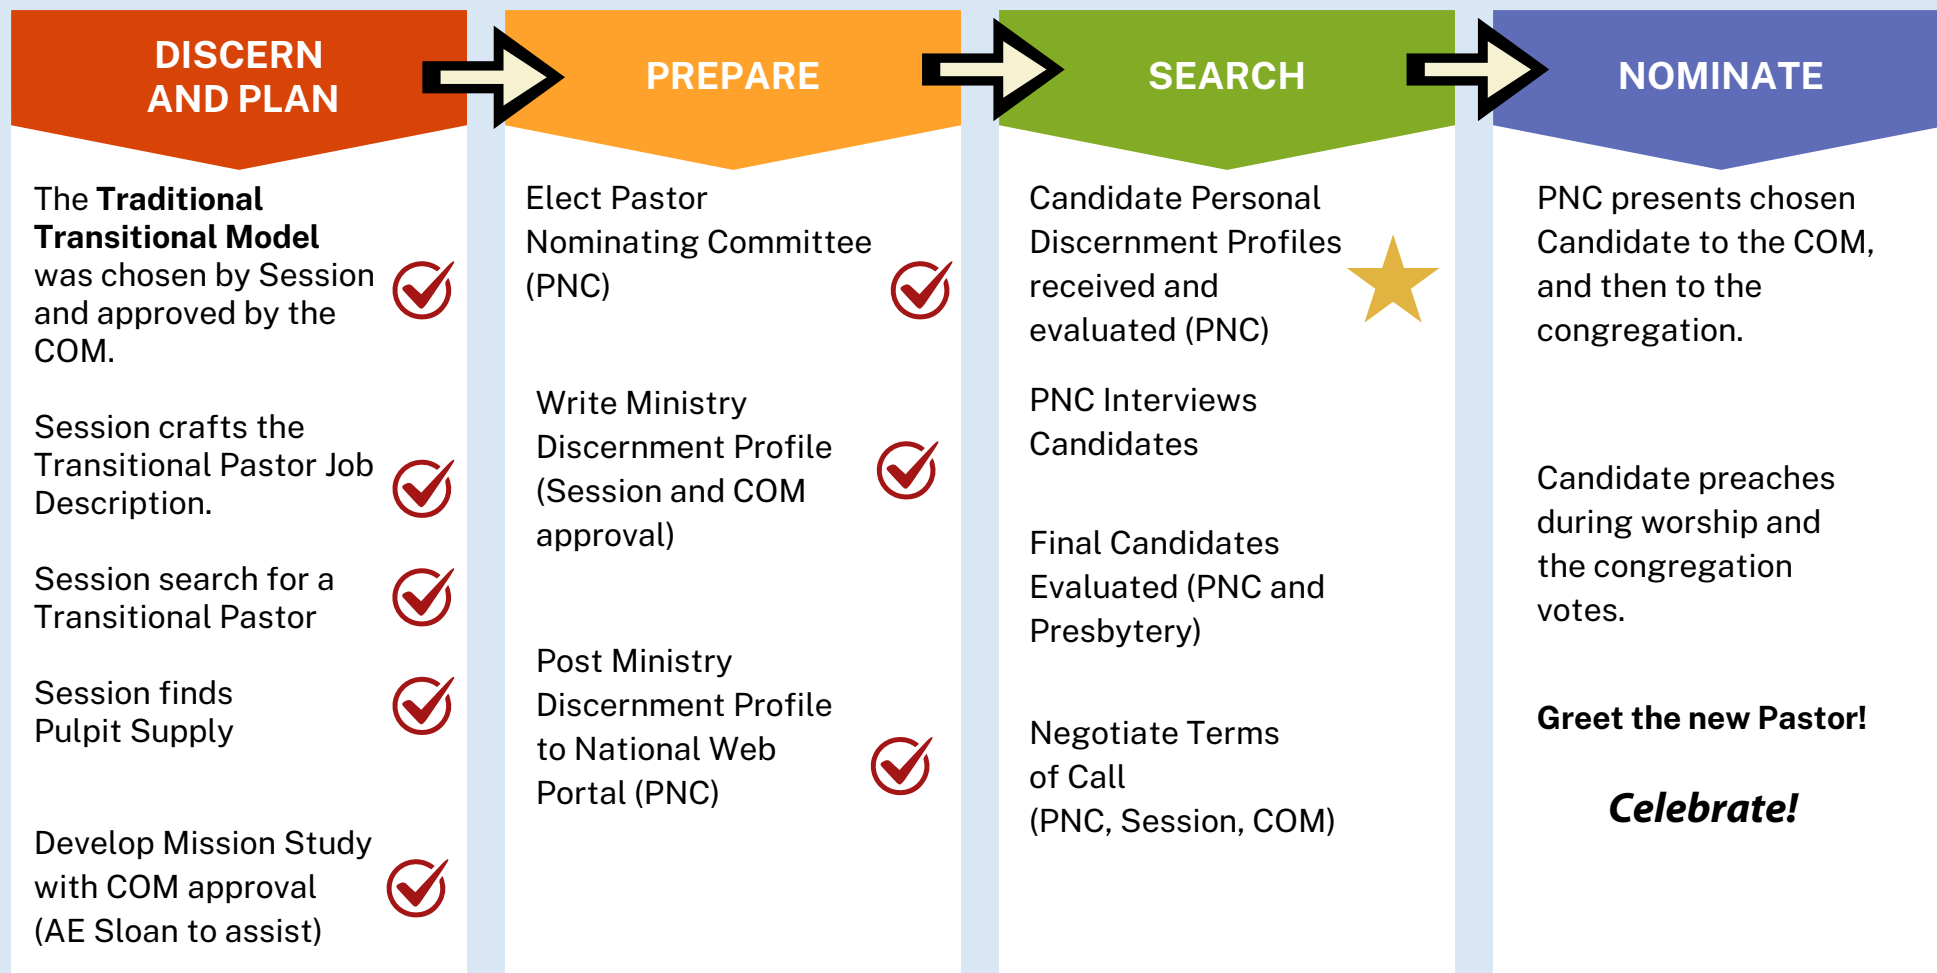 DISCERN
AND PLAN
The Traditional
Transitional Model
was chosen by Session
and approved by the
COM.
Session crafts the
Transitional Pastor Job
Description.
Session search for a
Transitional Pastor
Session finds
Pulpit Supply
Develop Mission Study
with COM approval
(AE Sloan to assist)
PREPARE
Elect Pastor
Nominating Committee
(PNC)
Write Ministry
Discernment Profile
(Session and COM
approval)
Post Ministry
Discernment Profile
to National Web
Portal (PNC)
SEARCH
Candidate Personal
Discernment Profiles
received and
evaluated (PNC)
PNC Interviews
Candidates
Final Candidates
Evaluated (PNC and
Presbytery)
Negotiate Terms
of Call
(PNC, Session, COM)
NOMINATE
PNC presents chosen
Candidate to the COM,
and then to the
congregation.
Candidate preaches
during worship and
the congregation
votes.
Greet the new Pastor!
Celebrate!